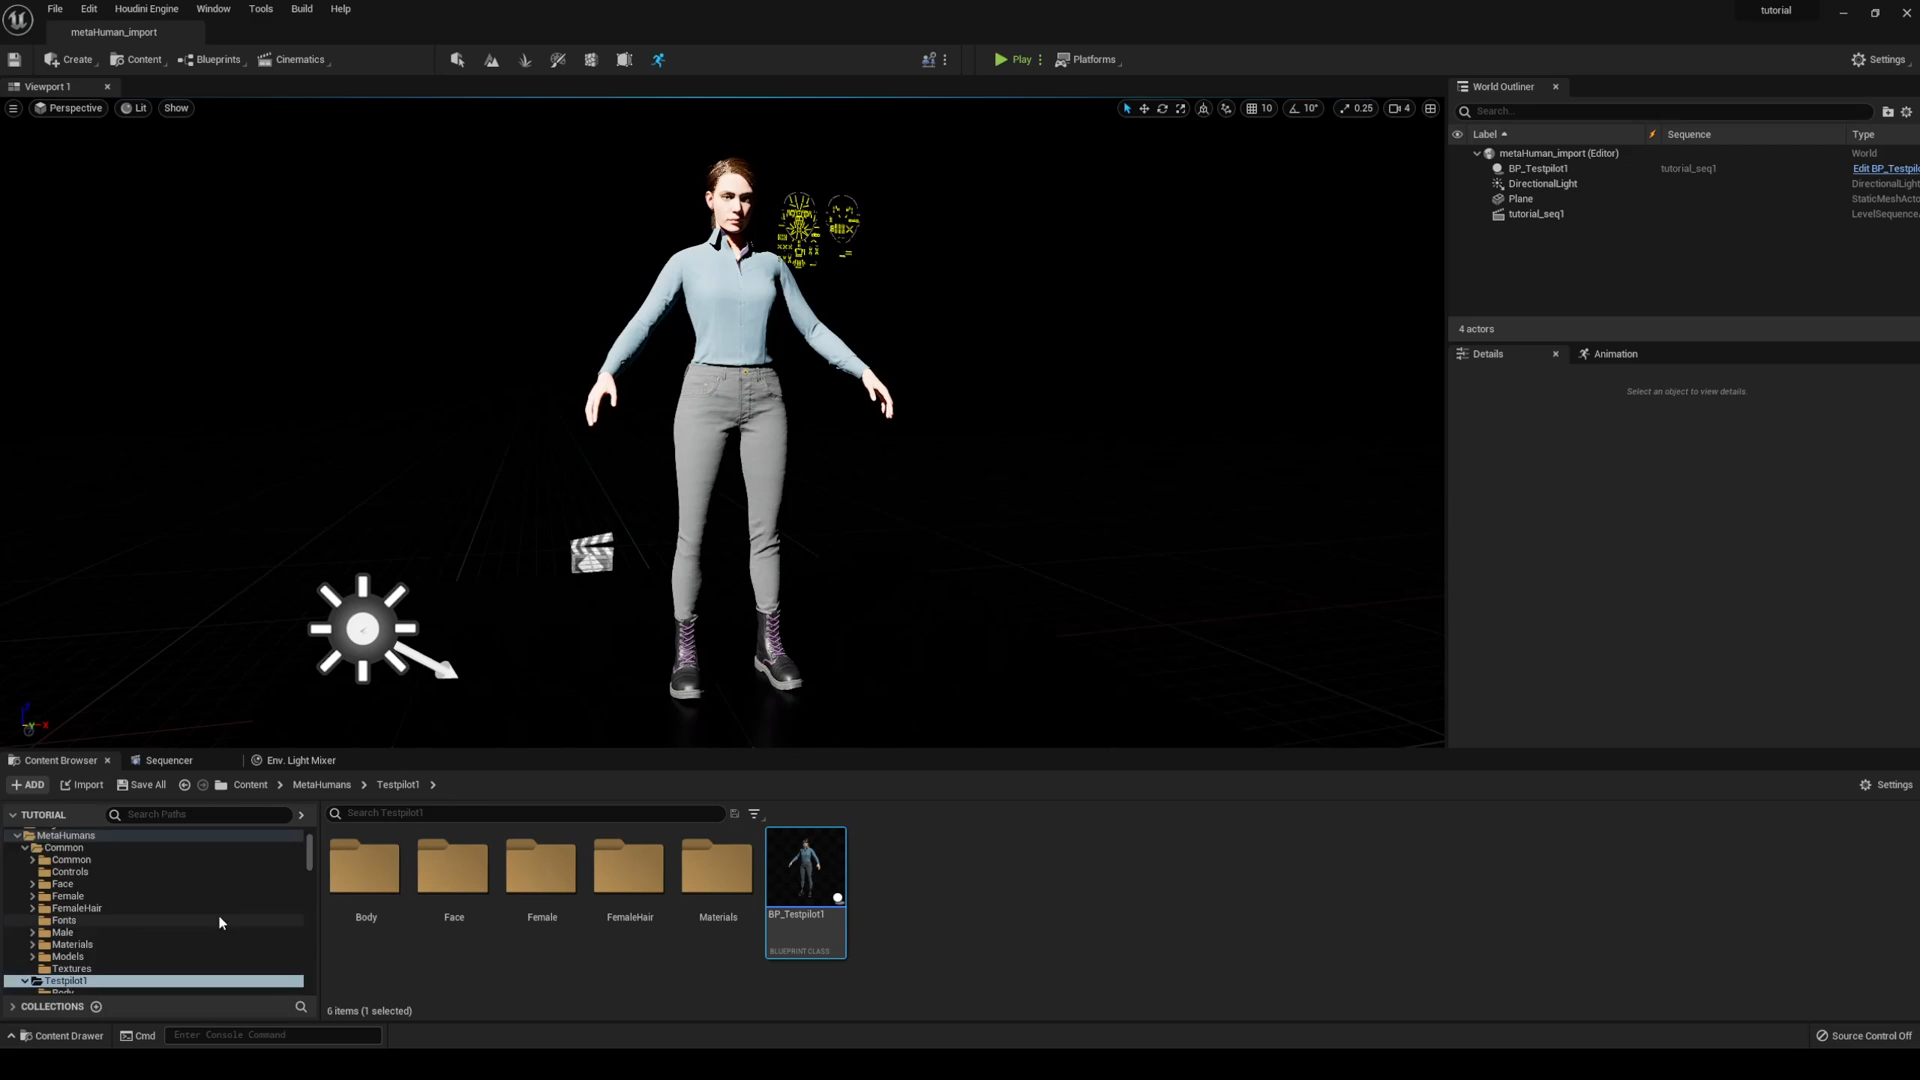 File Edit Window Houdini Engine Tools Build Help
tutorial
metaHuman_import
Create Content Blueprints Cinematics Play Platforms Settings
Viewport 1
World Outliner
Perspective Lit Show 10 10° 0.25 4
Search...
Label Sequence Type
metaHuman_import (Editor) World
BP_Testpilot1 tutorial_seq1 Edit BP_Testpilo
DirectionalLight DirectionalLight
Plane StaticMeshActo
tutorial_seq1 LevelSequence
4 actors
Details Animation
Select an object to view details.
Content Browser Sequencer Env. Light Mixer
ADD Import Save All Content MetaHumans Testpilot1 Settings
TUTORIAL Search Paths Search Testpilot1
MetaHumans
Common
Common
Controls
Face
Female
FemaleHair
Fonts
Male
Materials
Models
Textures
Testpilot1
Body
Body Face Female FemaleHair Materials BP_Testpilot1
BLUEPRINT CLASS
COLLECTIONS
6 items (1 selected)
Content Drawer Cmd Enter Console Command Source Control Off